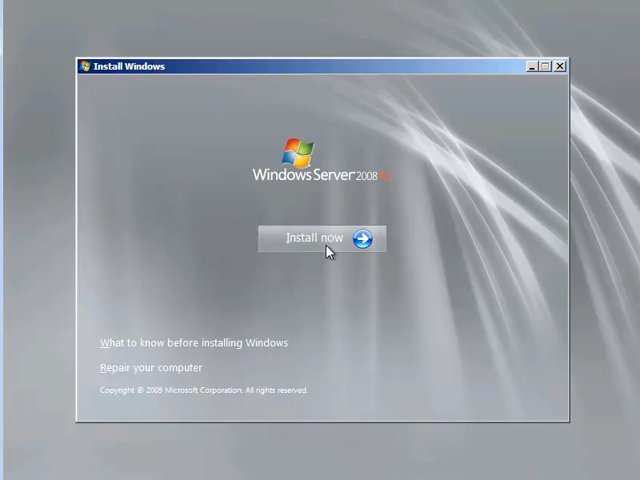 Install Windows
Windows Server 2008 R2
Install now
What to know before installing Windows
Repair your computer
Copyright © 2009 Microsoft Corporation. All rights reserved.